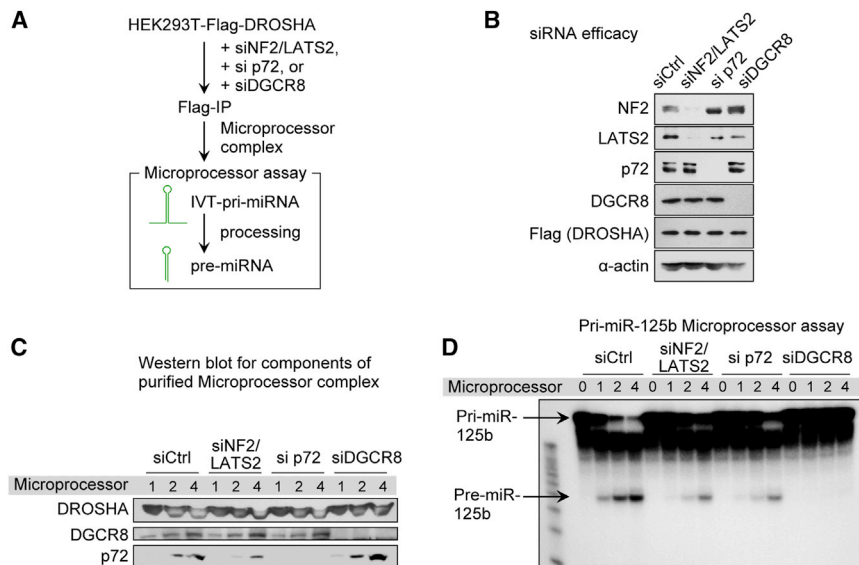 A
HEK293T-Flag-DROSHA
+ siNF2/LATS2,
+ si p72, or
+ siDGCR8
Flag-IP
Microprocessor
complex
Microprocessor assay
IVT-pri-miRNA
processing
pre-miRNA
B
siRNA efficacy
siCtrl
siNF2/LATS2
si p72
siDGCR8
NF2
LATS2
p72
DGCR8
Flag (DROSHA)
α-actin
C
Western blot for components of
purified Microprocessor complex
siCtrl siNF2/LATS2 si p72 siDGCR8
Microprocessor 1 2 4 1 2 4 1 2 4 1 2 4
DROSHA
DGCR8
p72
D
Pri-miR-125b Microprocessor assay
siCtrl siNF2/LATS2 si p72 siDGCR8
Microprocessor 0 1 2 4 0 1 2 4 0 1 2 4 0 1 2 4
Pri-miR-
125b
Pre-miR-
125b